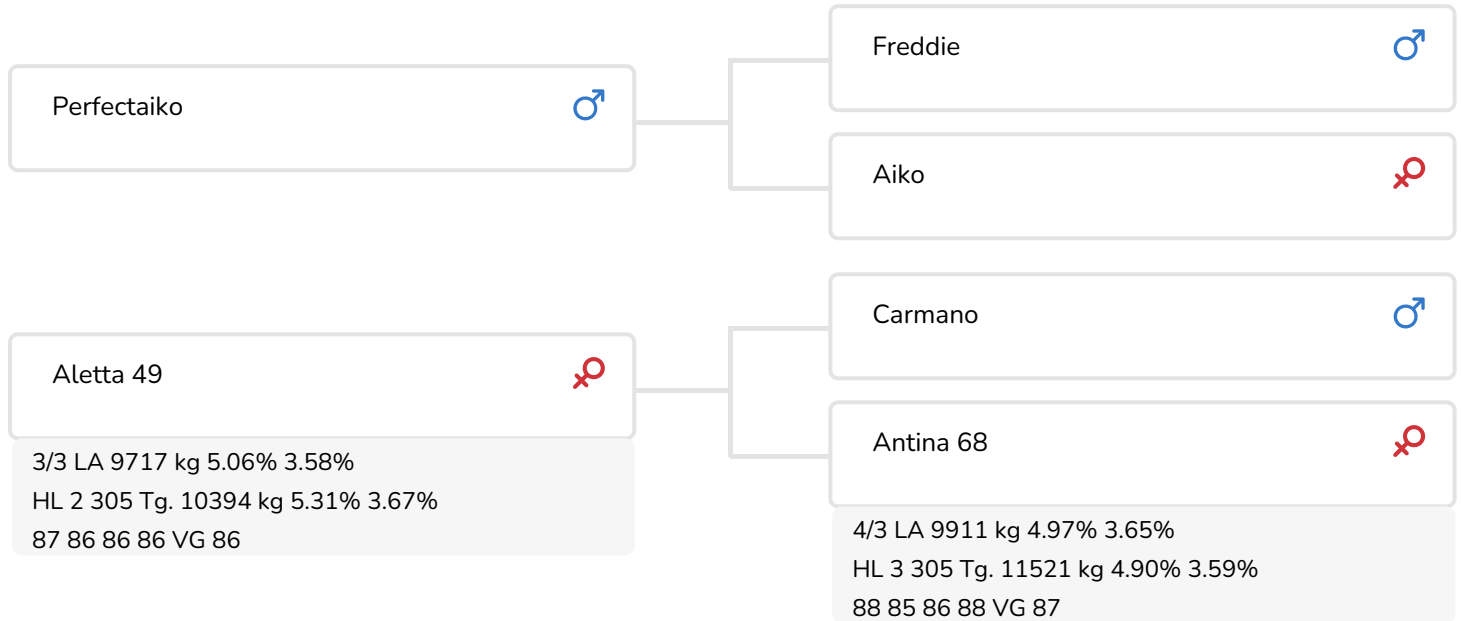 Perfectaiko
Freddie
Aiko
Aletta 49
3/3 LA 9717 kg 5.06% 3.58%
HL 2 305 Tg. 10394 kg 5.31% 3.67%
87 86 86 86 VG 86
Carmano
Antina 68
4/3 LA 9911 kg 4.97% 3.65%
HL 3 305 Tg. 11521 kg 4.90% 3.59%
88 85 86 88 VG 87